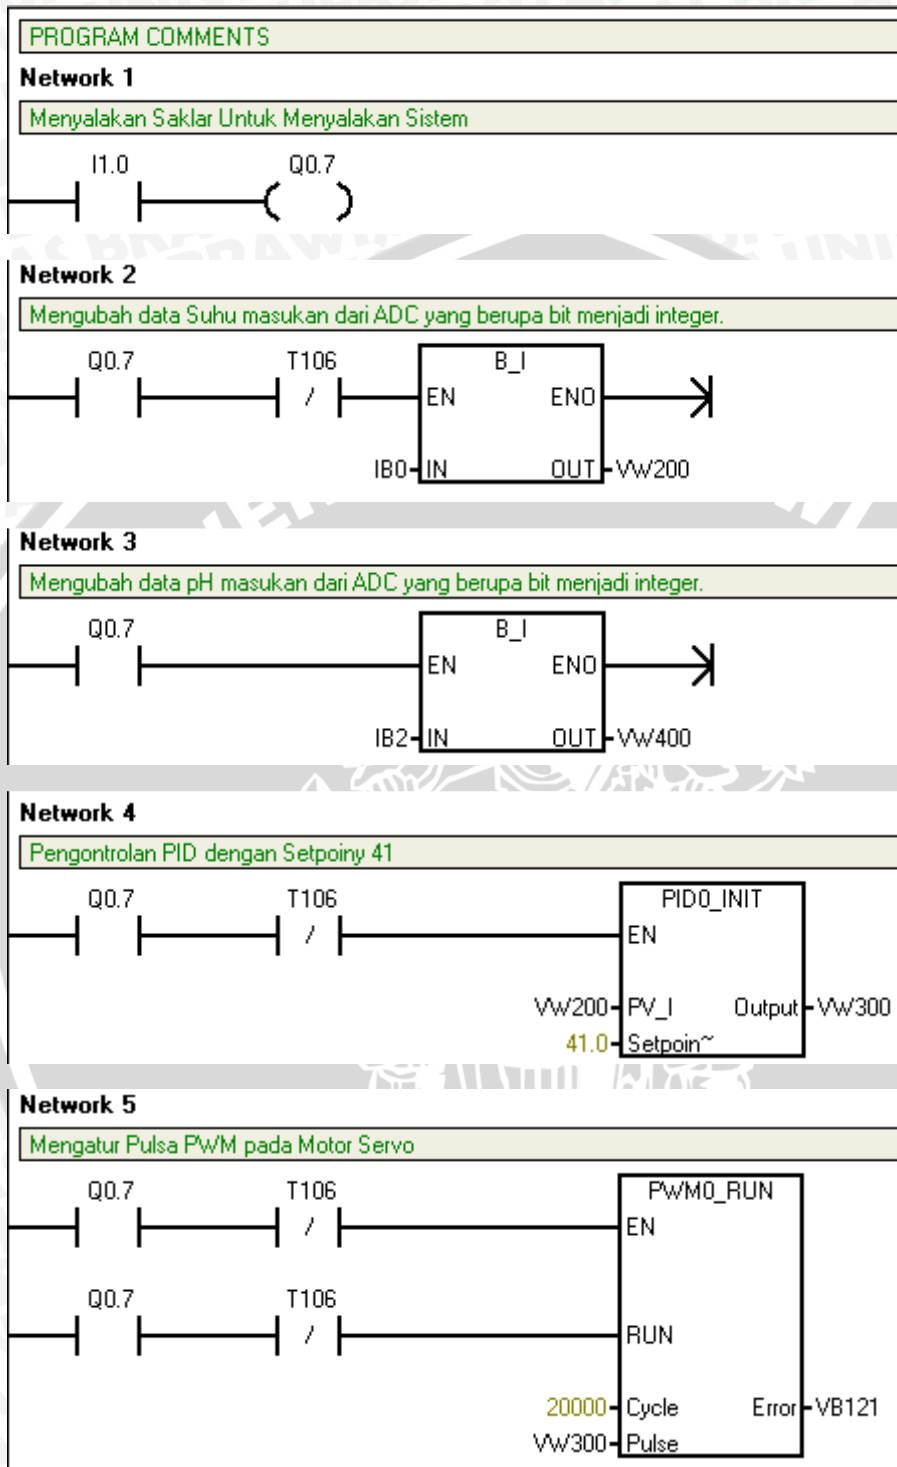 PROGRAM COMMENTS
Network 1
Menyalakan Saklar Untuk Menyalakan Sistem
I1.0 Q0.7
Network 2
Mengubah data Suhu masukan dari ADC yang berupa bit menjadi integer.
Q0.7 T106 B_I
/ EN ENO
IB0 IN OUT VW200
Network 3
Mengubah data pH masukan dari ADC yang berupa bit menjadi integer.
Q0.7 B_I
EN ENO
IB2 IN OUT VW400
Network 4
Pengontrolan PID dengan Setpoiny 41
Q0.7 T106 PID0_INIT
/ EN
VW200 PV_I Output VW300
41.0 Setpoin~
Network 5
Mengatur Pulsa PWM pada Motor Servo
Q0.7 T106 PWM0_RUN
/ EN
Q0.7 T106
/ RUN
20000 Cycle Error VB121
VW300 Pulse